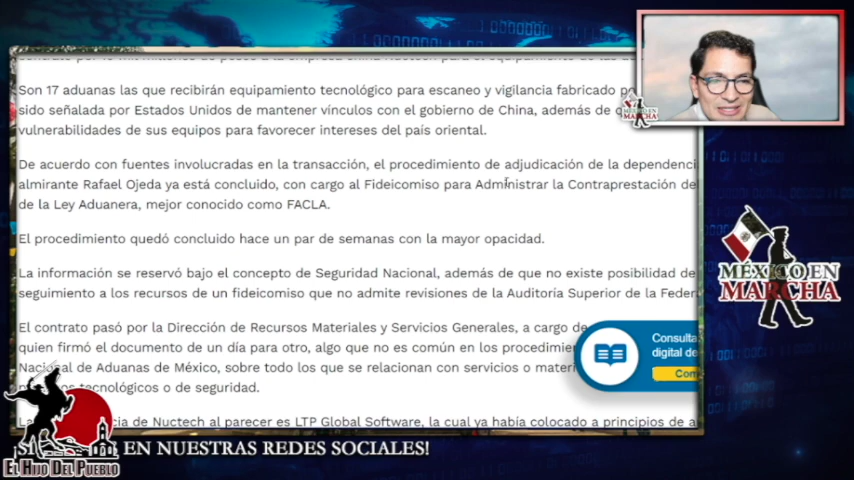 Son 17 aduanas las que recibirán equipamiento tecnológico para escaneo y vigilancia fabricado
sido señalada por Estados Unidos de mantener vínculos con el gobierno de China, además de
vulnerabilidades de sus equipos para favorecer intereses del país oriental.
De acuerdo con fuentes involucradas en la transacción, el procedimiento de adjudicación de la
almirante Rafael Ojeda ya está concluido, con cargo al Fideicomiso para Administrar la Contraprestación
de la Ley Aduanera, mejor conocido como FACLA.
El procedimiento quedó concluido hace un par de semanas con la mayor opacidad.
La información se reservó bajo el concepto de Seguridad Nacional, además de que no existe posibilidad de
seguimiento a los recursos de un fideicomiso que no admite revisiones de la Auditoría Superior de la
El contrato pasó por la Dirección de Recursos Materiales y Servicios Generales, a cargo de
quien firmó el documento de un día para otro, algo que no es común en los
de Aduanas de México, sobre todo los que se relacionan con servicios o
tecnológicos o de seguridad.
de Nuctech al parecer es LTP Global Software, la cual ya había colocado a principios de
Consulta
digital de
MÉXICO EN
MARCHA
MÉXICO EN
MARCHA
EN NUESTRAS REDES SOCIALES!
EL HIJO DEL PUEBLO